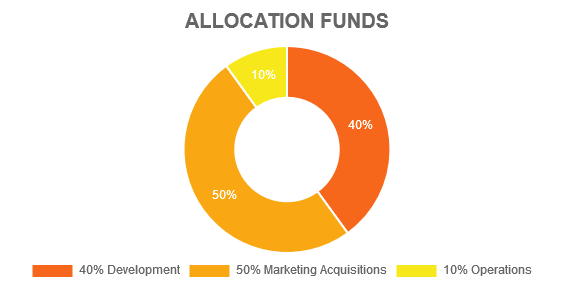 ALLOCATION FUNDS
10%
40%
50%
40% Development 50% Marketing Acquisitions 10% Operations